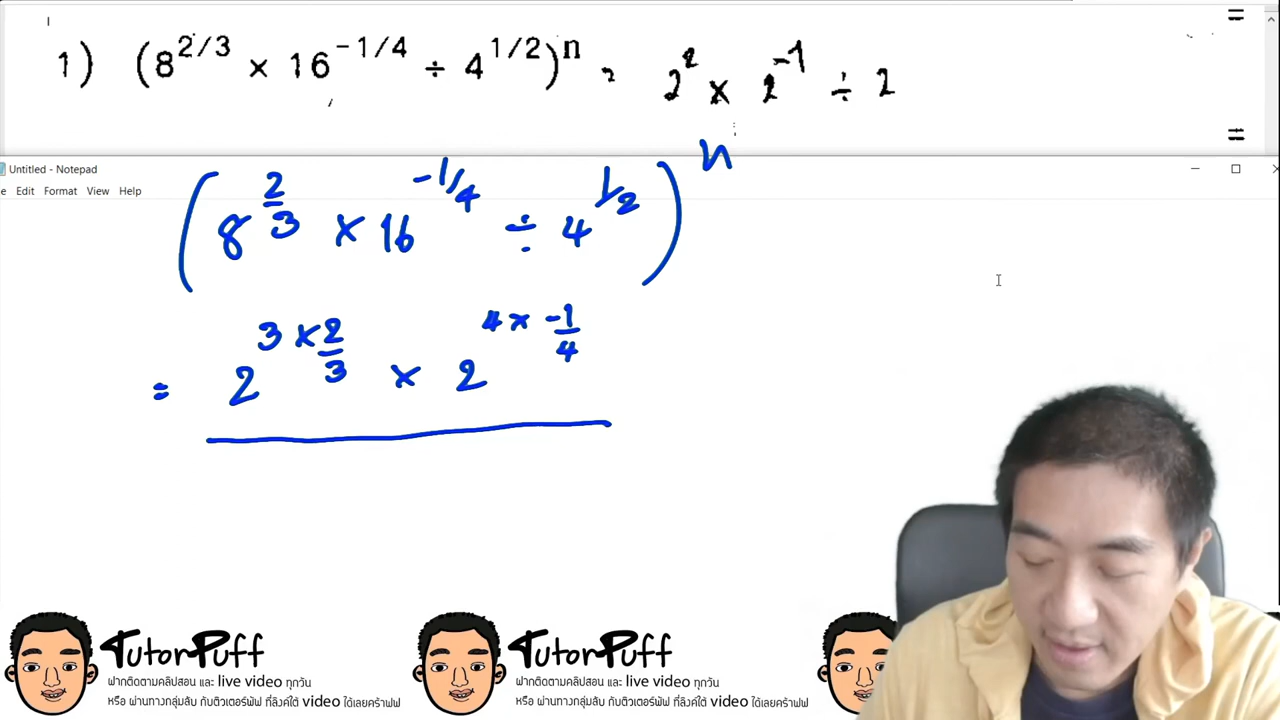 1) (8^2/3 × 16^-1/4 ÷ 4^1/2)^n = 2^2 × 2^-1 ÷ 2
=
=
Untitled - Notepad
e Edit Format View Help
(8^2/3 × 16^-1/4 ÷ 4^1/2)^n
= 2^3 × 2/3 × 2^4 × -1/4
TutorPuff
ฝากติดตามคลิปสอน และ live video ทุกวัน
หรือ ผ่านทางกลุ่มลับ กับติวเตอร์พัฟ ที่ลิงค์ใต้ video ได้เลยครับ
TutorPuff
ฝากติดตามคลิปสอน และ live video ทุกวัน
หรือ ผ่านทางกลุ่มลับ กับติวเตอร์พัฟ ที่ลิงค์ใต้ video ได้เลยครับ